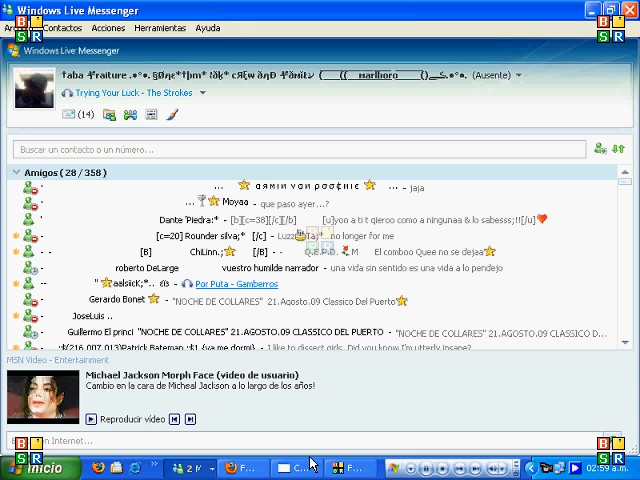 Windows Live Messenger
Contactos Acciones Herramientas Ayuda
Windows Live Messenger
(Ausente)
Trying Your Luck - The Strokes
(14)
Buscar un contacto o un número...
Amigos ( 28 / 358 )
... - jaja
... Moyaa - que paso ayer...?
Dante 'Piedra:* - [b][c=38][/c][/b] [u]yoo a ti t qieroo como a ningunaa & lo sabesss;!![/u]
[c=20] Rounder silva;* [/c] - no longer for me
[B] ChiLinn.; [/B] - Q.E.P.D. M El comboo Quee no se dejaa
roberto DeLarge vuestro humilde narrador - una vida sin sentido es una vida a lo pendejo
Por Puta - Gamberros
Gerardo Bonet - "NOCHE DE COLLARES" 21.Agosto.09 Classico Del Puerto
JoseLuis ..
Guillermo El princi "NOCHE DE COLLARES" 21.AGOSTO.09 CLASSICO DEL PUERTO - "NOCHE DE COLLARES" 21.AGOSTO.09 CLASSICO D...
Patrick Bateman - I like to dissect girls. Did you know I'm utterly insane?
MSN Video - Entertainment
Michael Jackson Morph Face (video de usuario)
Cambio en la cara de Micheal Jackson a lo largo de los años!
Reproducir vídeo
en Internet...
Inicio 2 M F... C... F... 02:59 a.m.
B S R
B S R
B S R
B S R